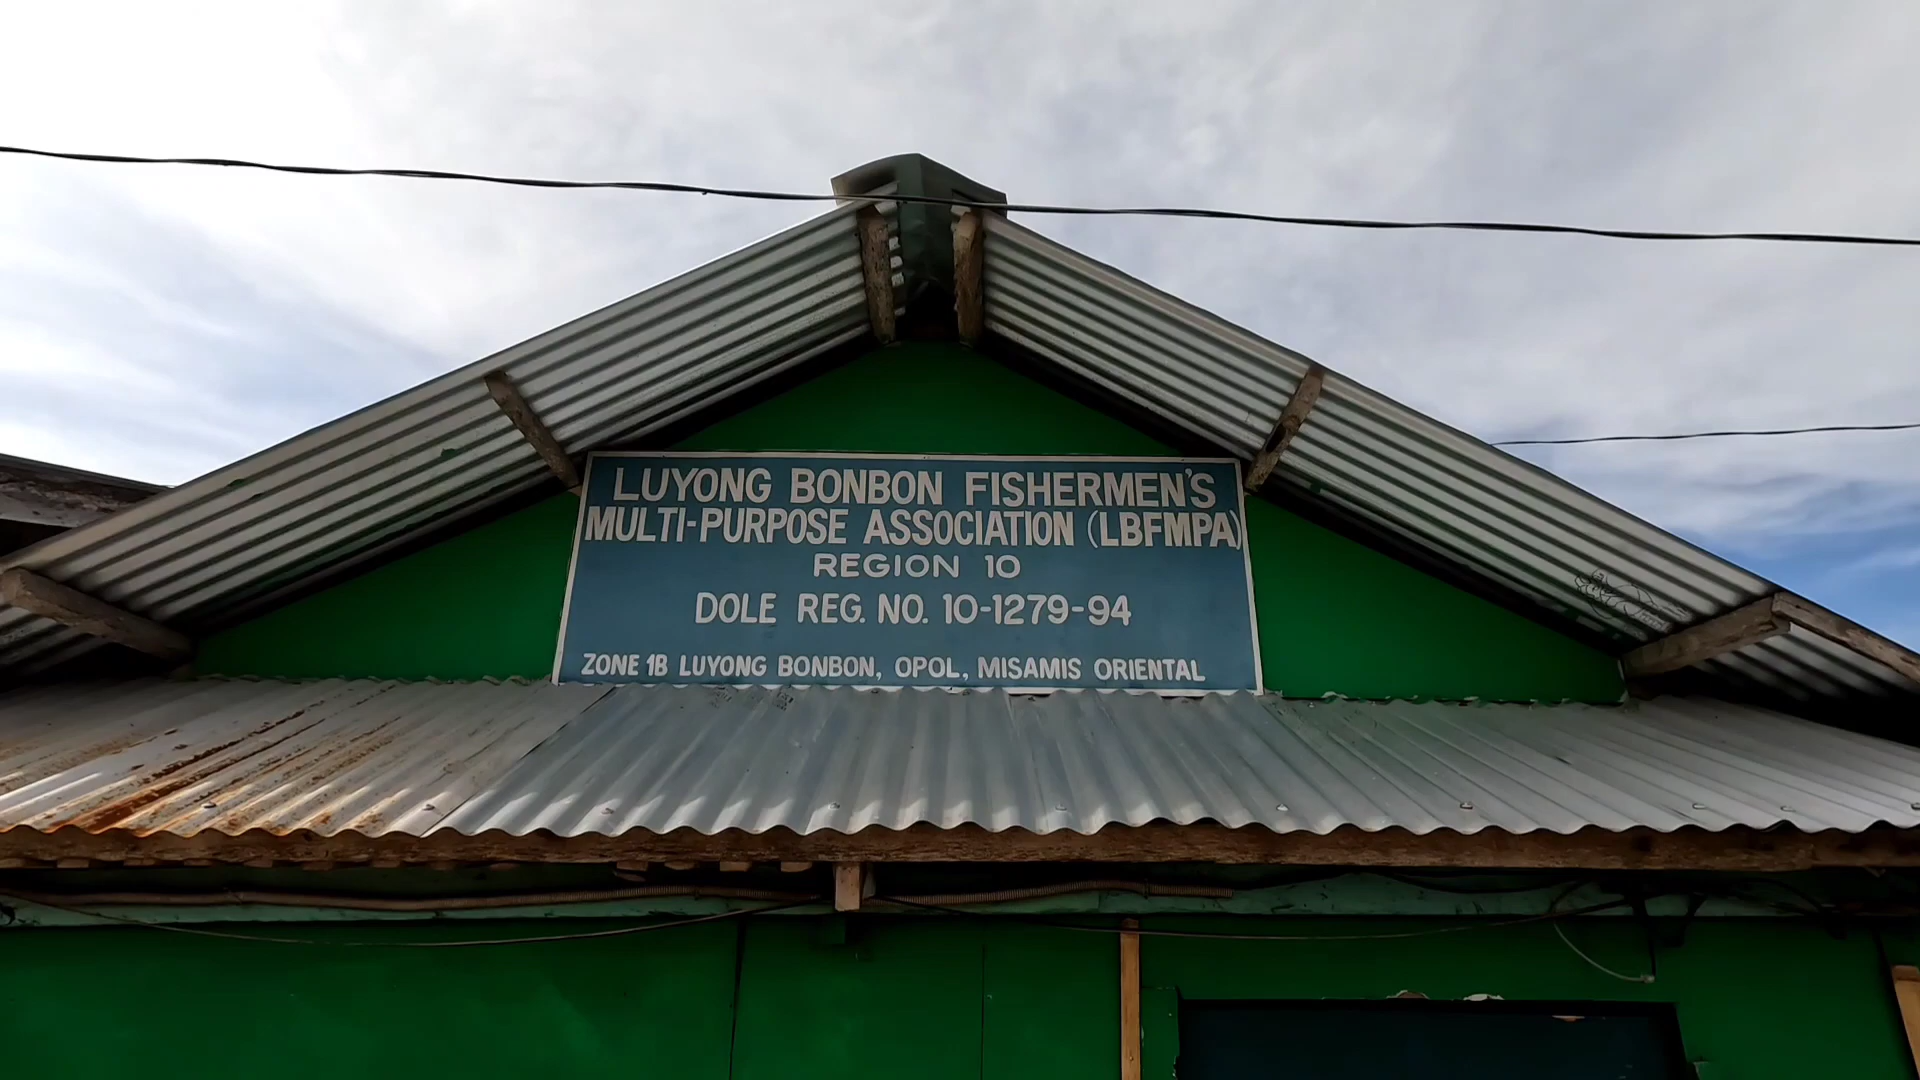 LUYONG BONBON FISHERMEN'S
MULTI-PURPOSE ASSOCIATION (LBFMPA)
REGION 10
DOLE REG. NO. 10-1279-94
ZONE 1B LUYONG BONBON, OPOL, MISAMIS ORIENTAL